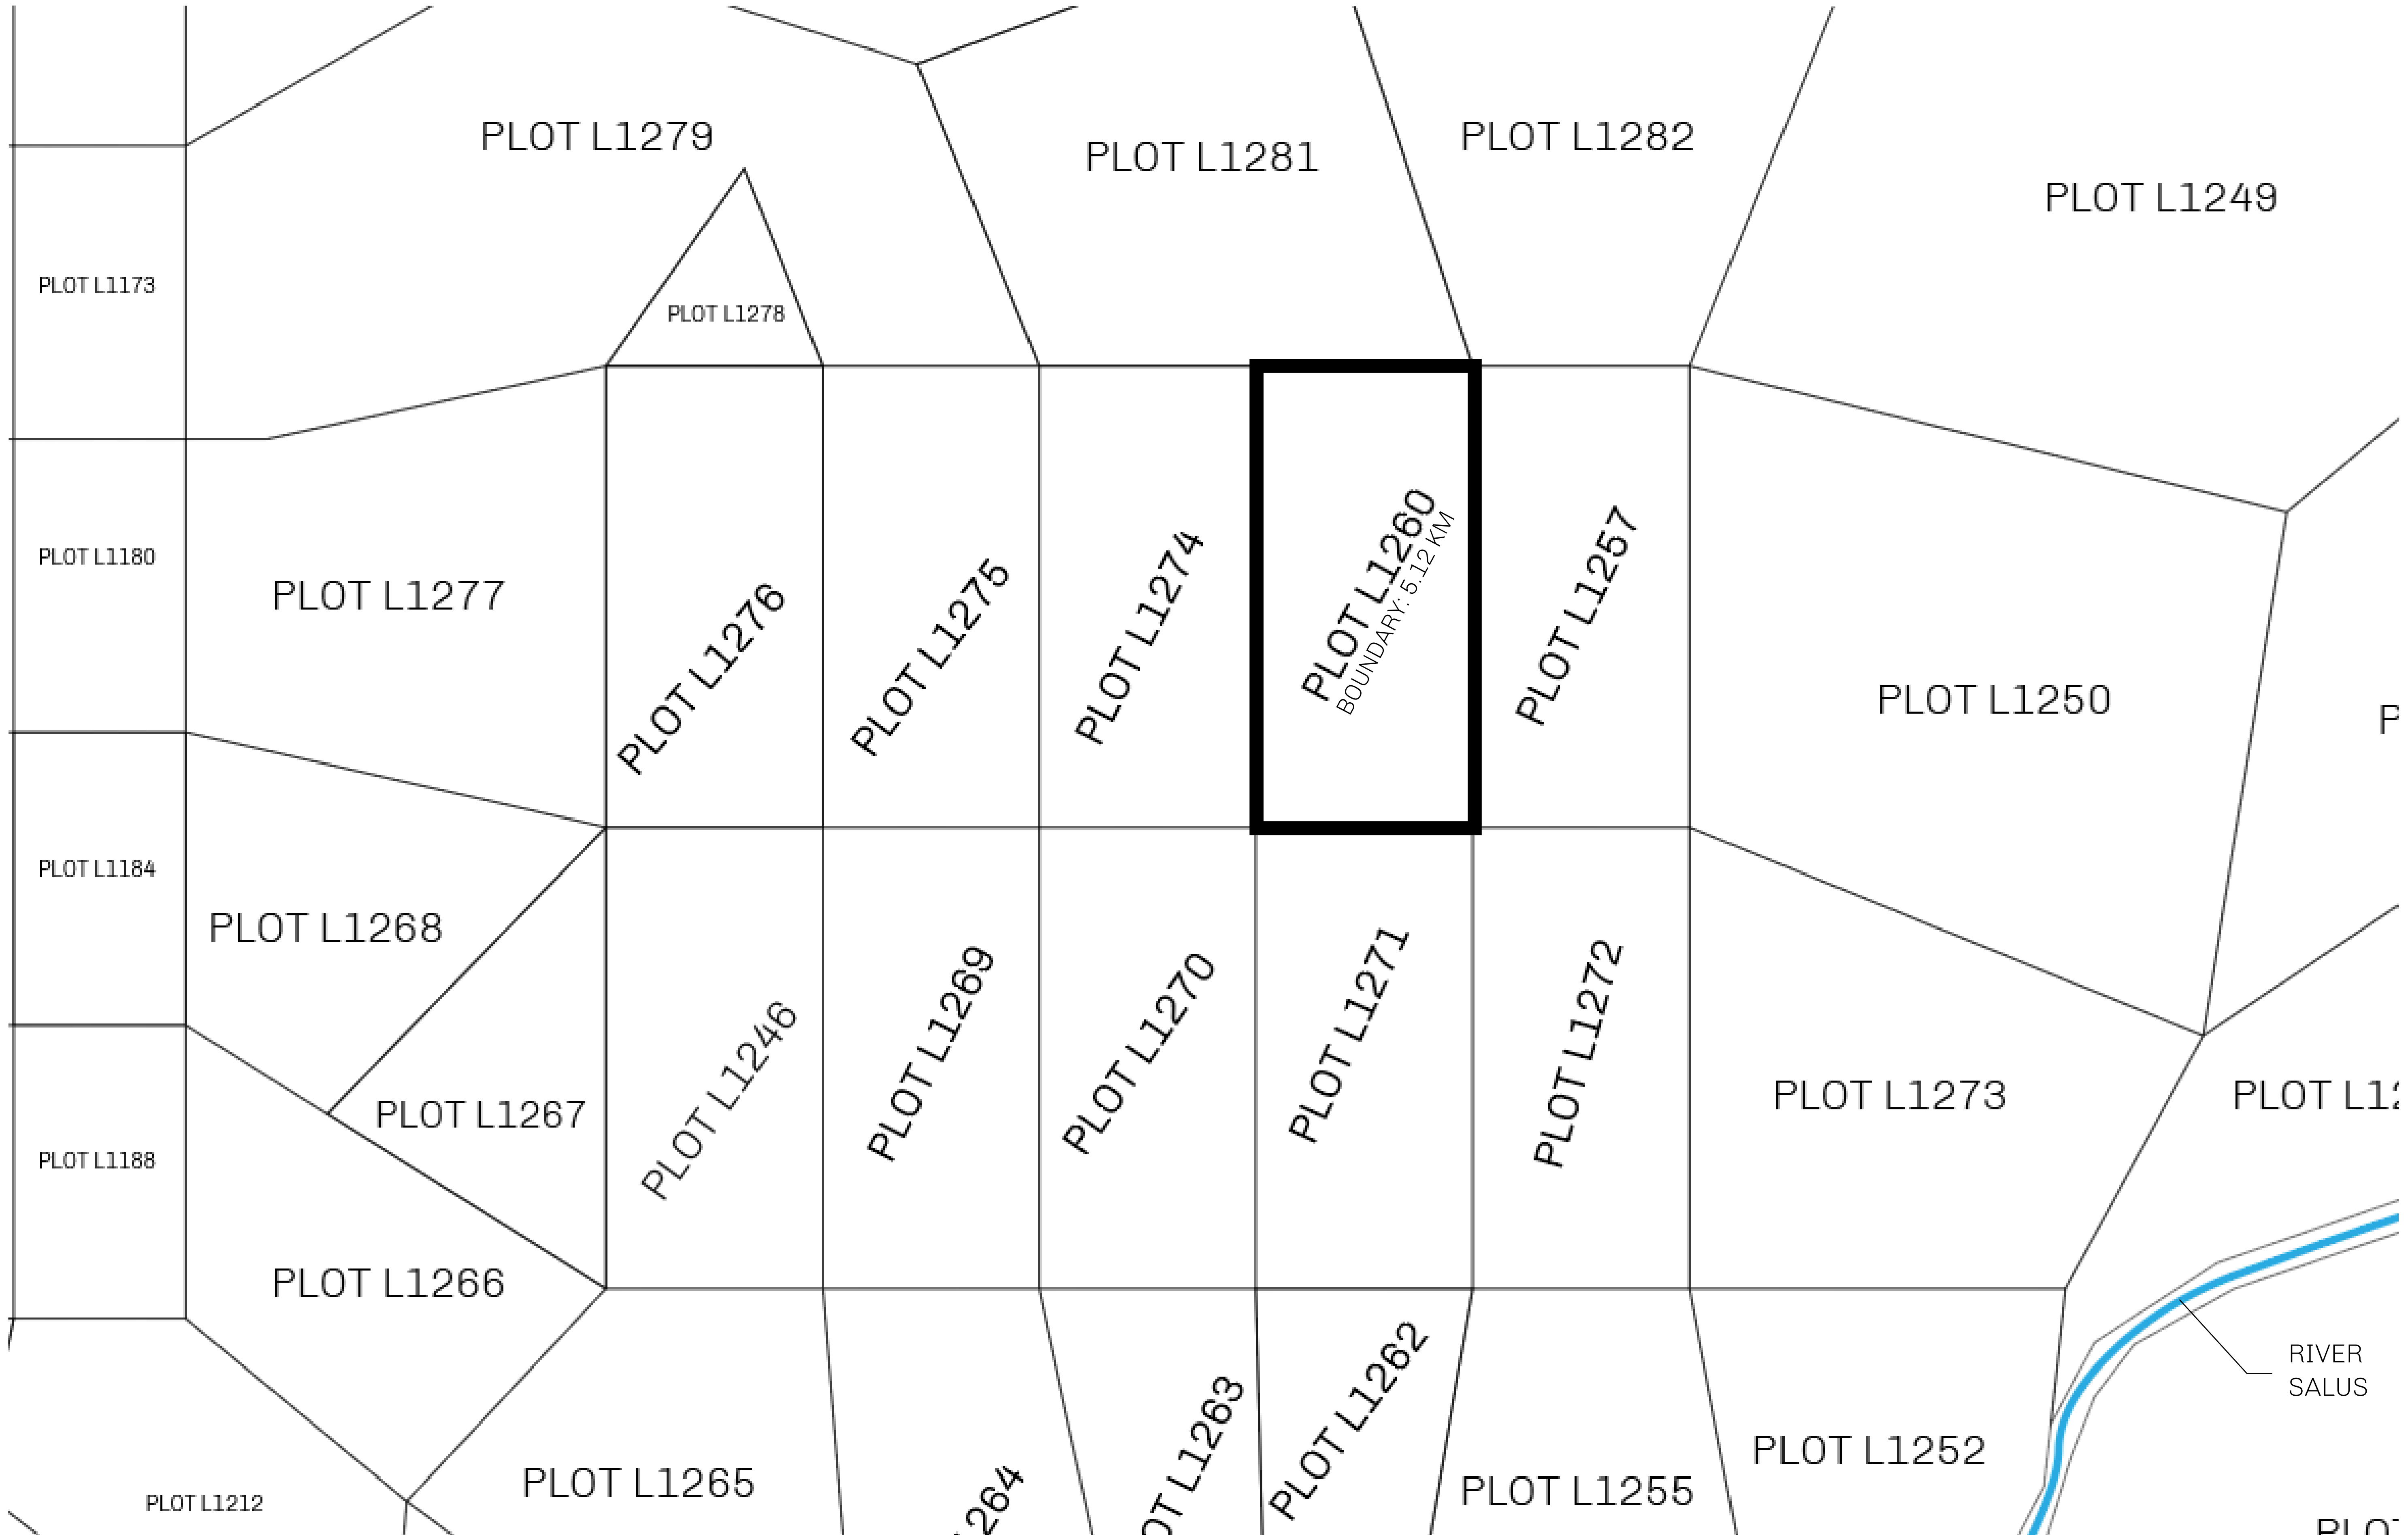 PLOT L1279
PLOT L1281
PLOT L1282
PLOT L1249
PLOT L1173
PLOT L1278
PLOT L1180
PLOT L1277
PLOT L1276
PLOT L1275
PLOT L1274
PLOT L1260
BOUNDARY: 5.12 KM
PLOT L1257
PLOT L1250
PLOT L1184
PLOT L1268
PLOT L1267
PLOT L1246
PLOT L1269
PLOT L1270
PLOT L1271
PLOT L1272
PLOT L1273
PLOT
PLOT L1188
PLOT L1266
RIVER
SALUS
PLOT L1212
PLOT L1265
L1263
PLOT L1262
PLOT L1255
PLOT L1252